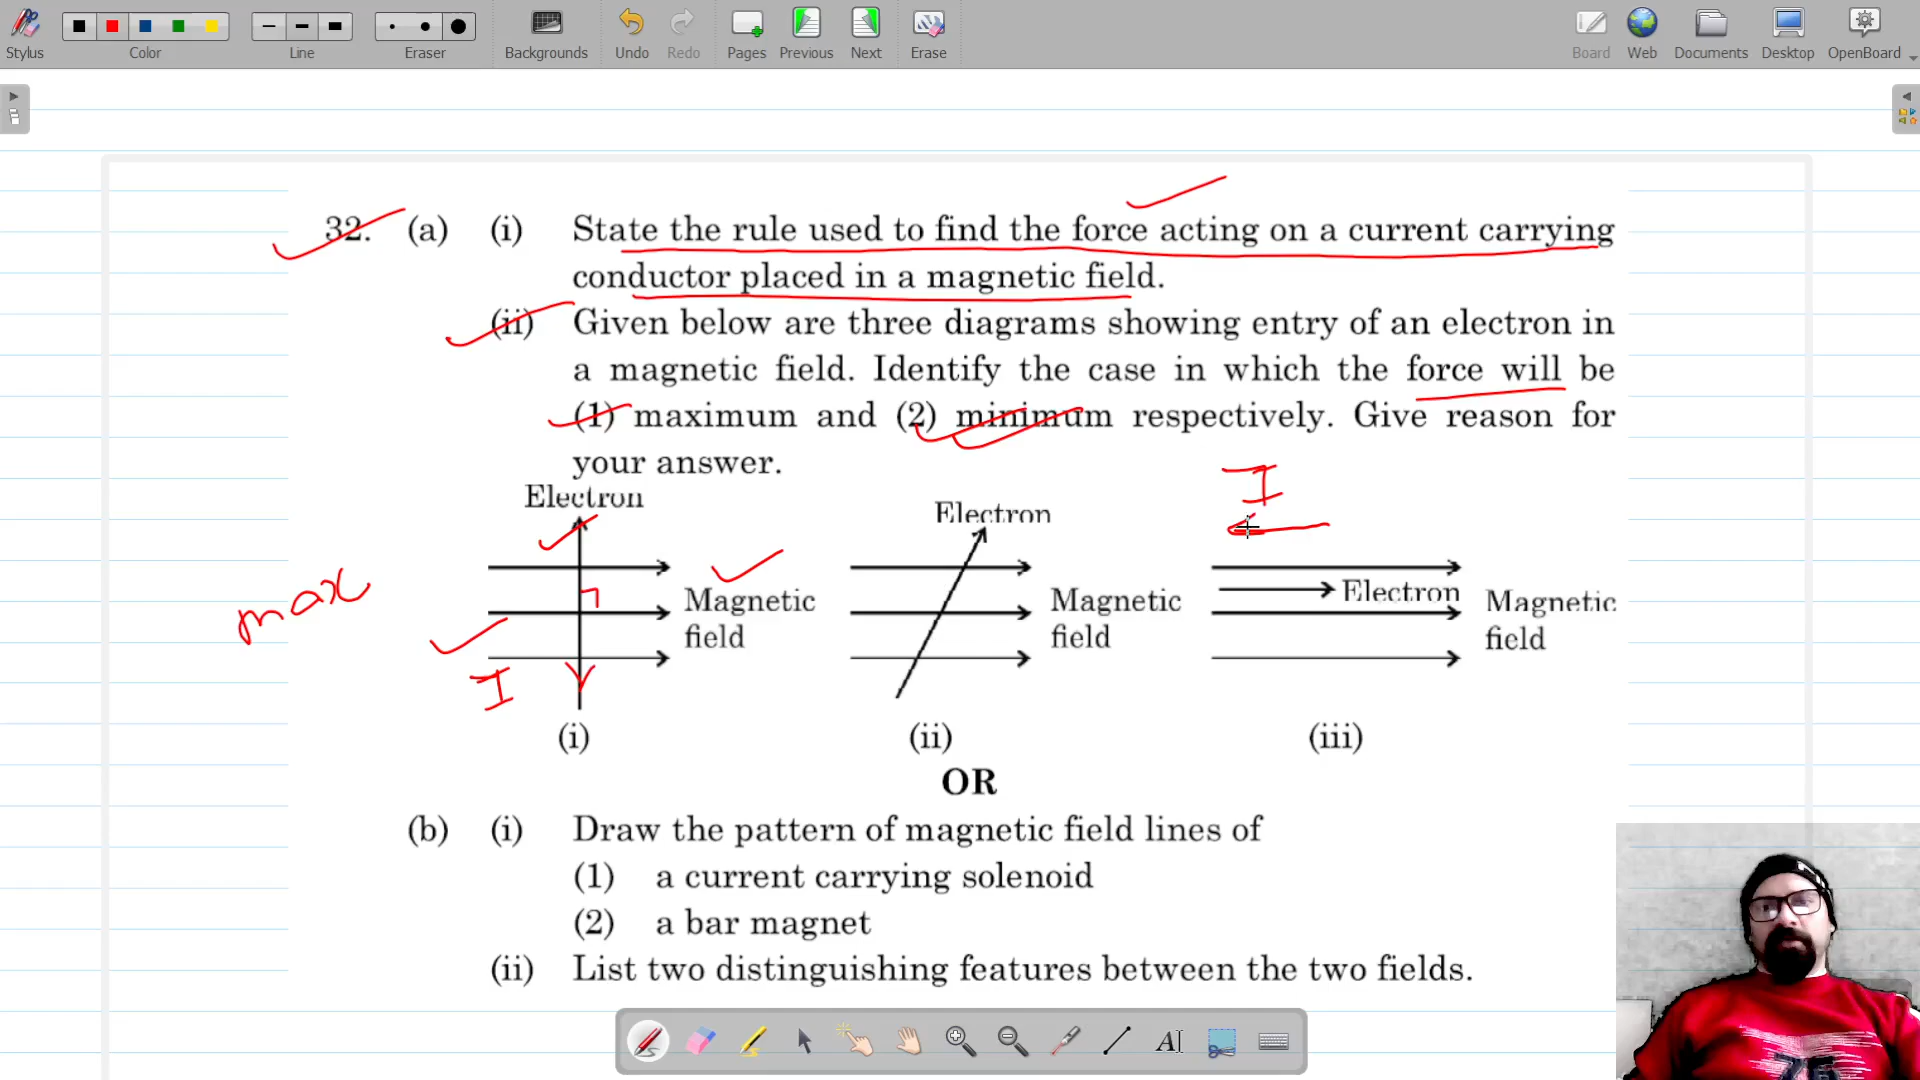 Stylus Color Line Eraser Backgrounds Undo Redo Pages Previous Next Erase Board Web Documents Desktop OpenBoard
32. (a) (i) State the rule used to find the force acting on a current carrying
conductor placed in a magnetic field.
(ii) Given below are three diagrams showing entry of an electron in
a magnetic field. Identify the case in which the force will be
(1) maximum and (2) minimum respectively. Give reason for
your answer.
I
Electron
Electron
max
Magnetic
field
Magnetic
field
Electron
Magnetic
field
I
(i) (ii) (iii)
OR
(b) (i) Draw the pattern of magnetic field lines of
(1) a current carrying solenoid
(2) a bar magnet
(ii) List two distinguishing features between the two fields.